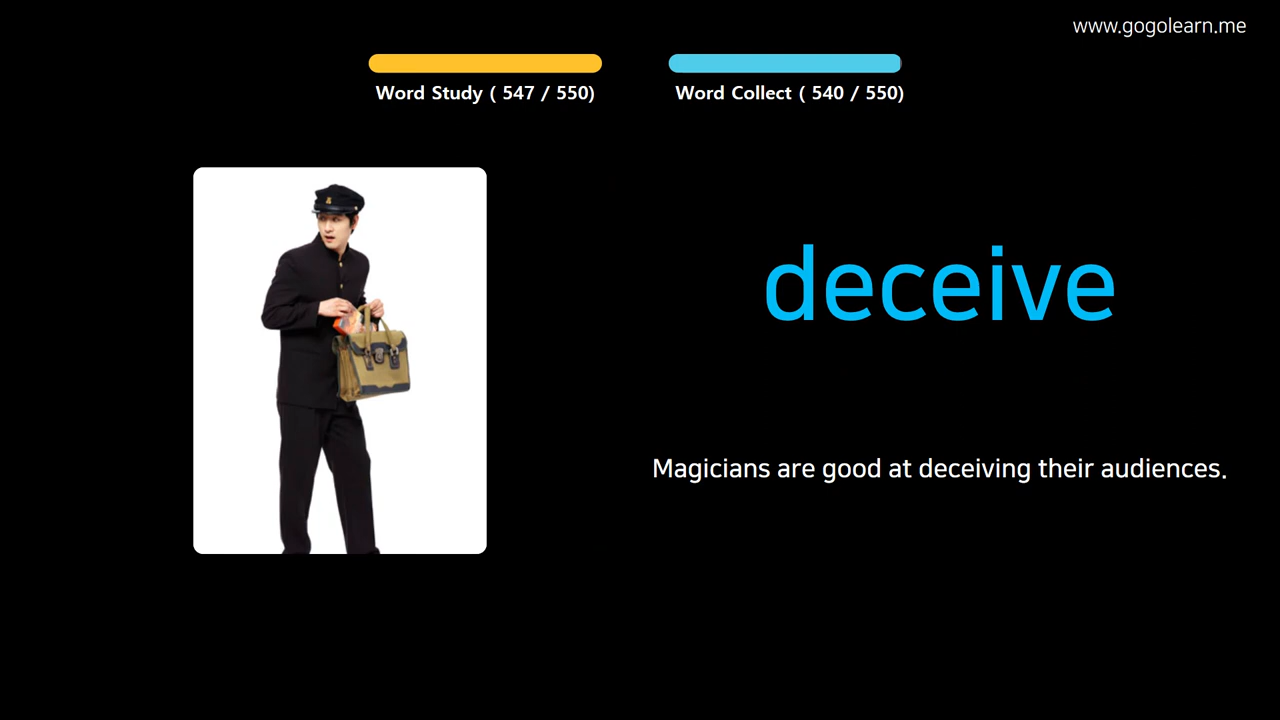 www.gogolearn.me
Word Study ( 547 / 550)
Word Collect ( 540 / 550)
deceive
Magicians are good at deceiving their audiences.